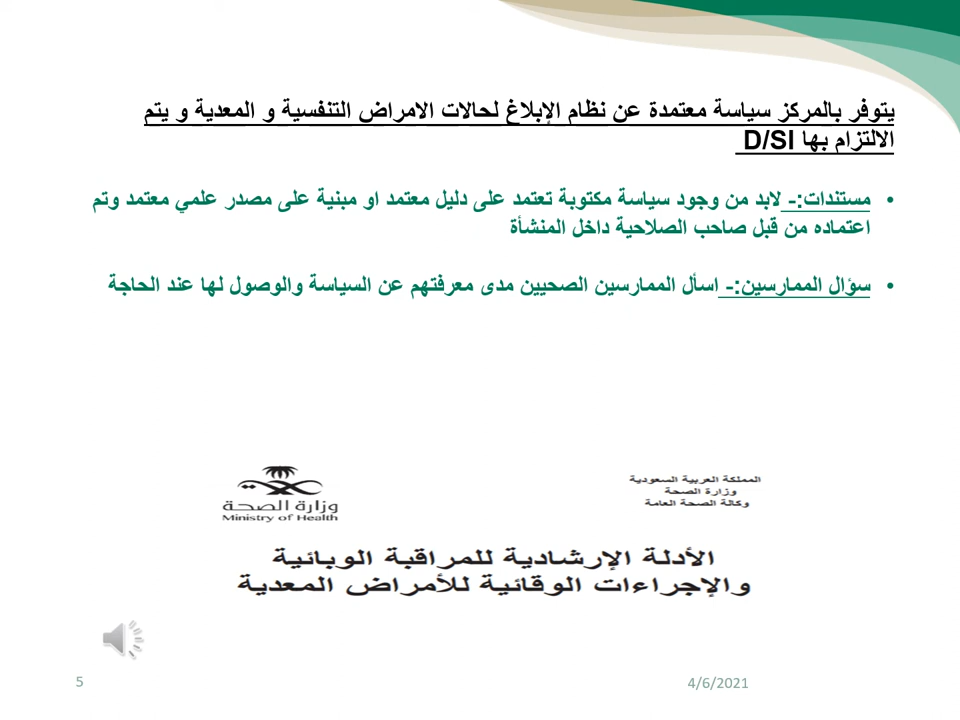 يتوفر بالمركز سياسة معتمدة عن نظام الإبلاغ لحالات الامراض التنفسية و المعدية و يتم
الالتزام بها D/SI
• مستندات:- لابد من وجود سياسة مكتوبة تعتمد على دليل معتمد او مبنية على مصدر علمي معتمد وتم
اعتماده من قبل صاحب الصلاحية داخل المنشأة
• سؤال الممارسين:- اسأل الممارسين الصحيين مدى معرفتهم عن السياسة والوصول لها عند الحاجة
المملكة العربية السعودية
وزارة الصحة
وكالة الصحة العامة
وزارة الصحة
Ministry of Health
الأدلة الإرشادية للمراقبة الوبائية
والإجراءات الوقائية للأمراض المعدية
5
4/6/2021